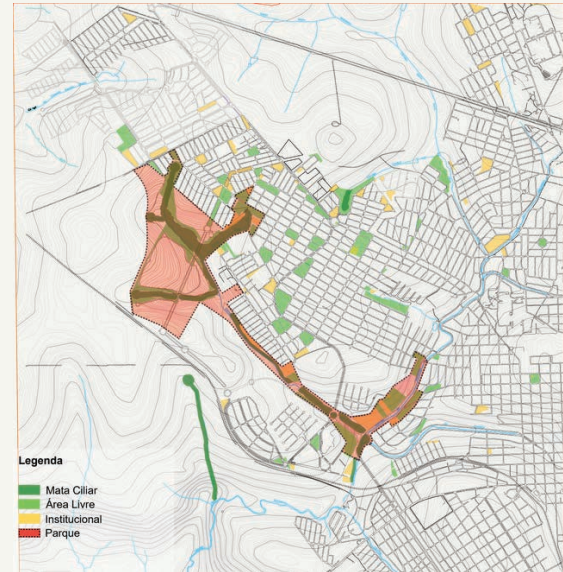 Legenda
Mata Ciliar
Área Livre
Institucional
Parque